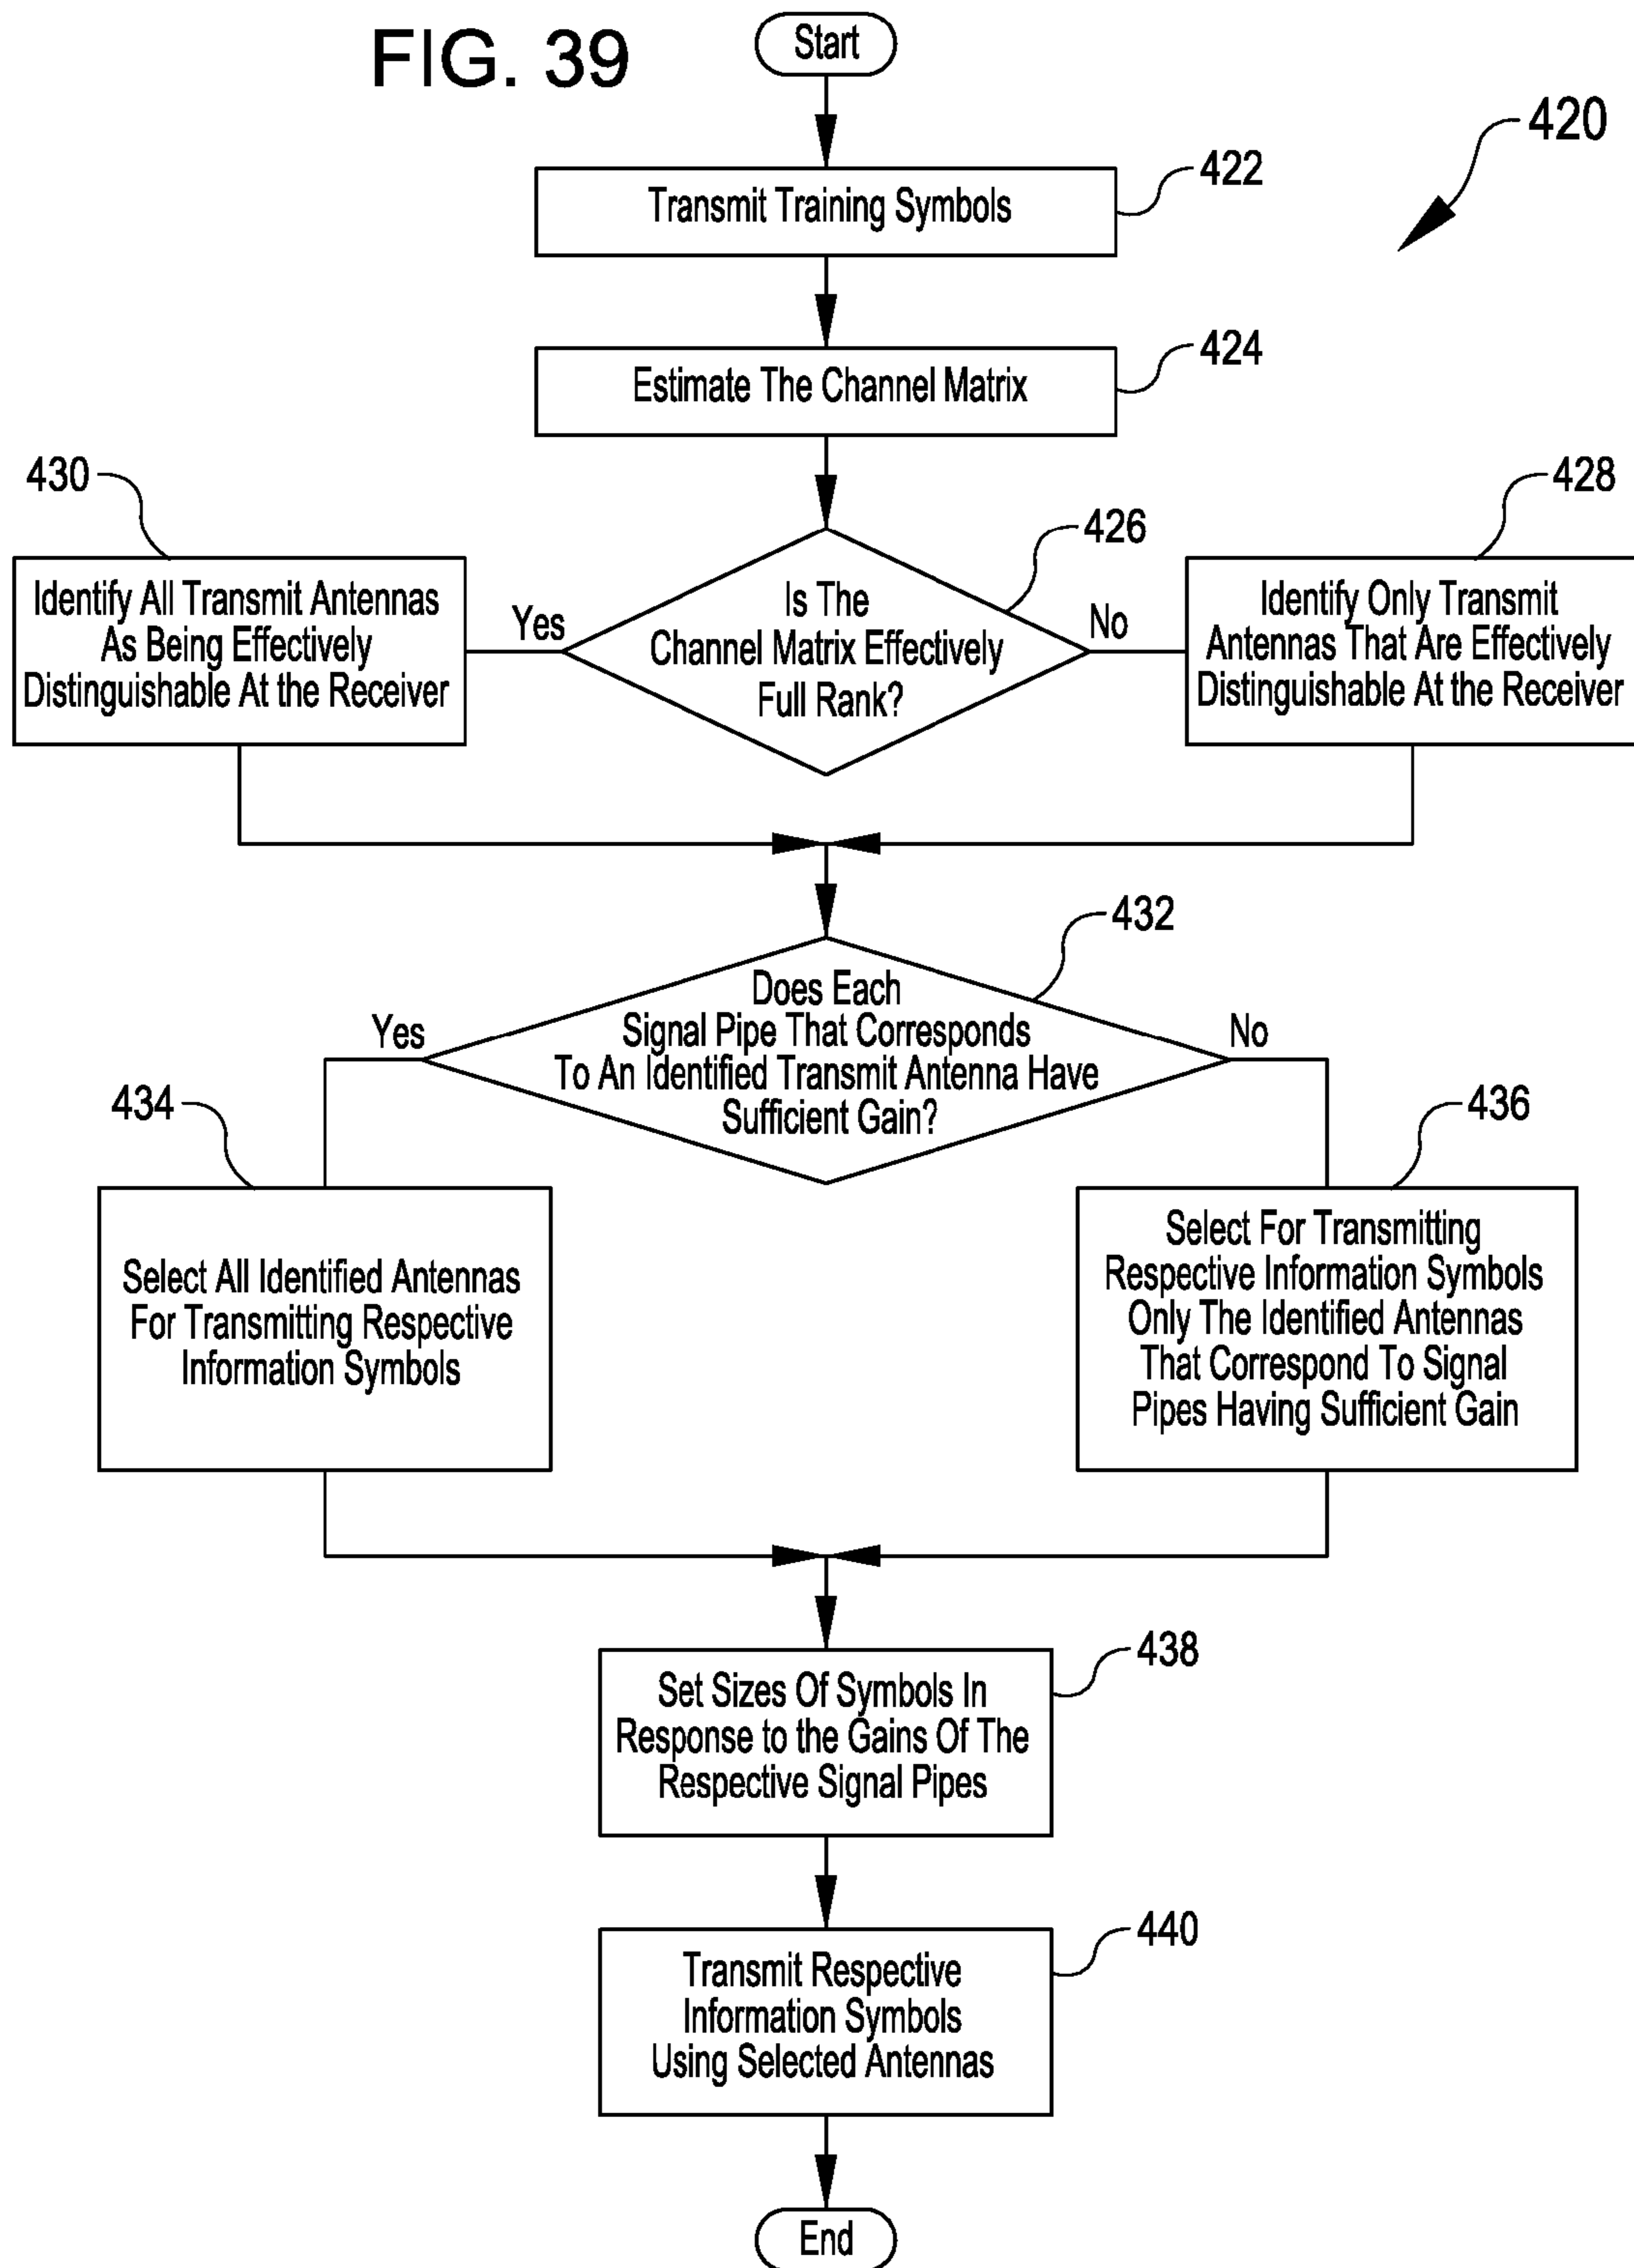 FIG. 39
Start
420
422
Transmit Training Symbols
424
Estimate The Channel Matrix
430
428
426
Identify All Transmit Antennas
As Being Effectively
Distinguishable At the Receiver
Yes
Is The
Channel Matrix Effectively
Full Rank?
No
Identify Only Transmit
Antennas That Are Effectively
Distinguishable At the Receiver
432
Does Each
Signal Pipe That Corresponds
To An Identified Transmit Antenna Have
Sufficient Gain?
Yes
No
434
436
Select All Identified Antennas
For Transmitting Respective
Information Symbols
Select For Transmitting
Respective Information Symbols
Only The Identified Antennas
That Correspond To Signal
Pipes Having Sufficient Gain
438
Set Sizes Of Symbols In
Response to the Gains Of The
Respective Signal Pipes
440
Transmit Respective
Information Symbols
Using Selected Antennas
End